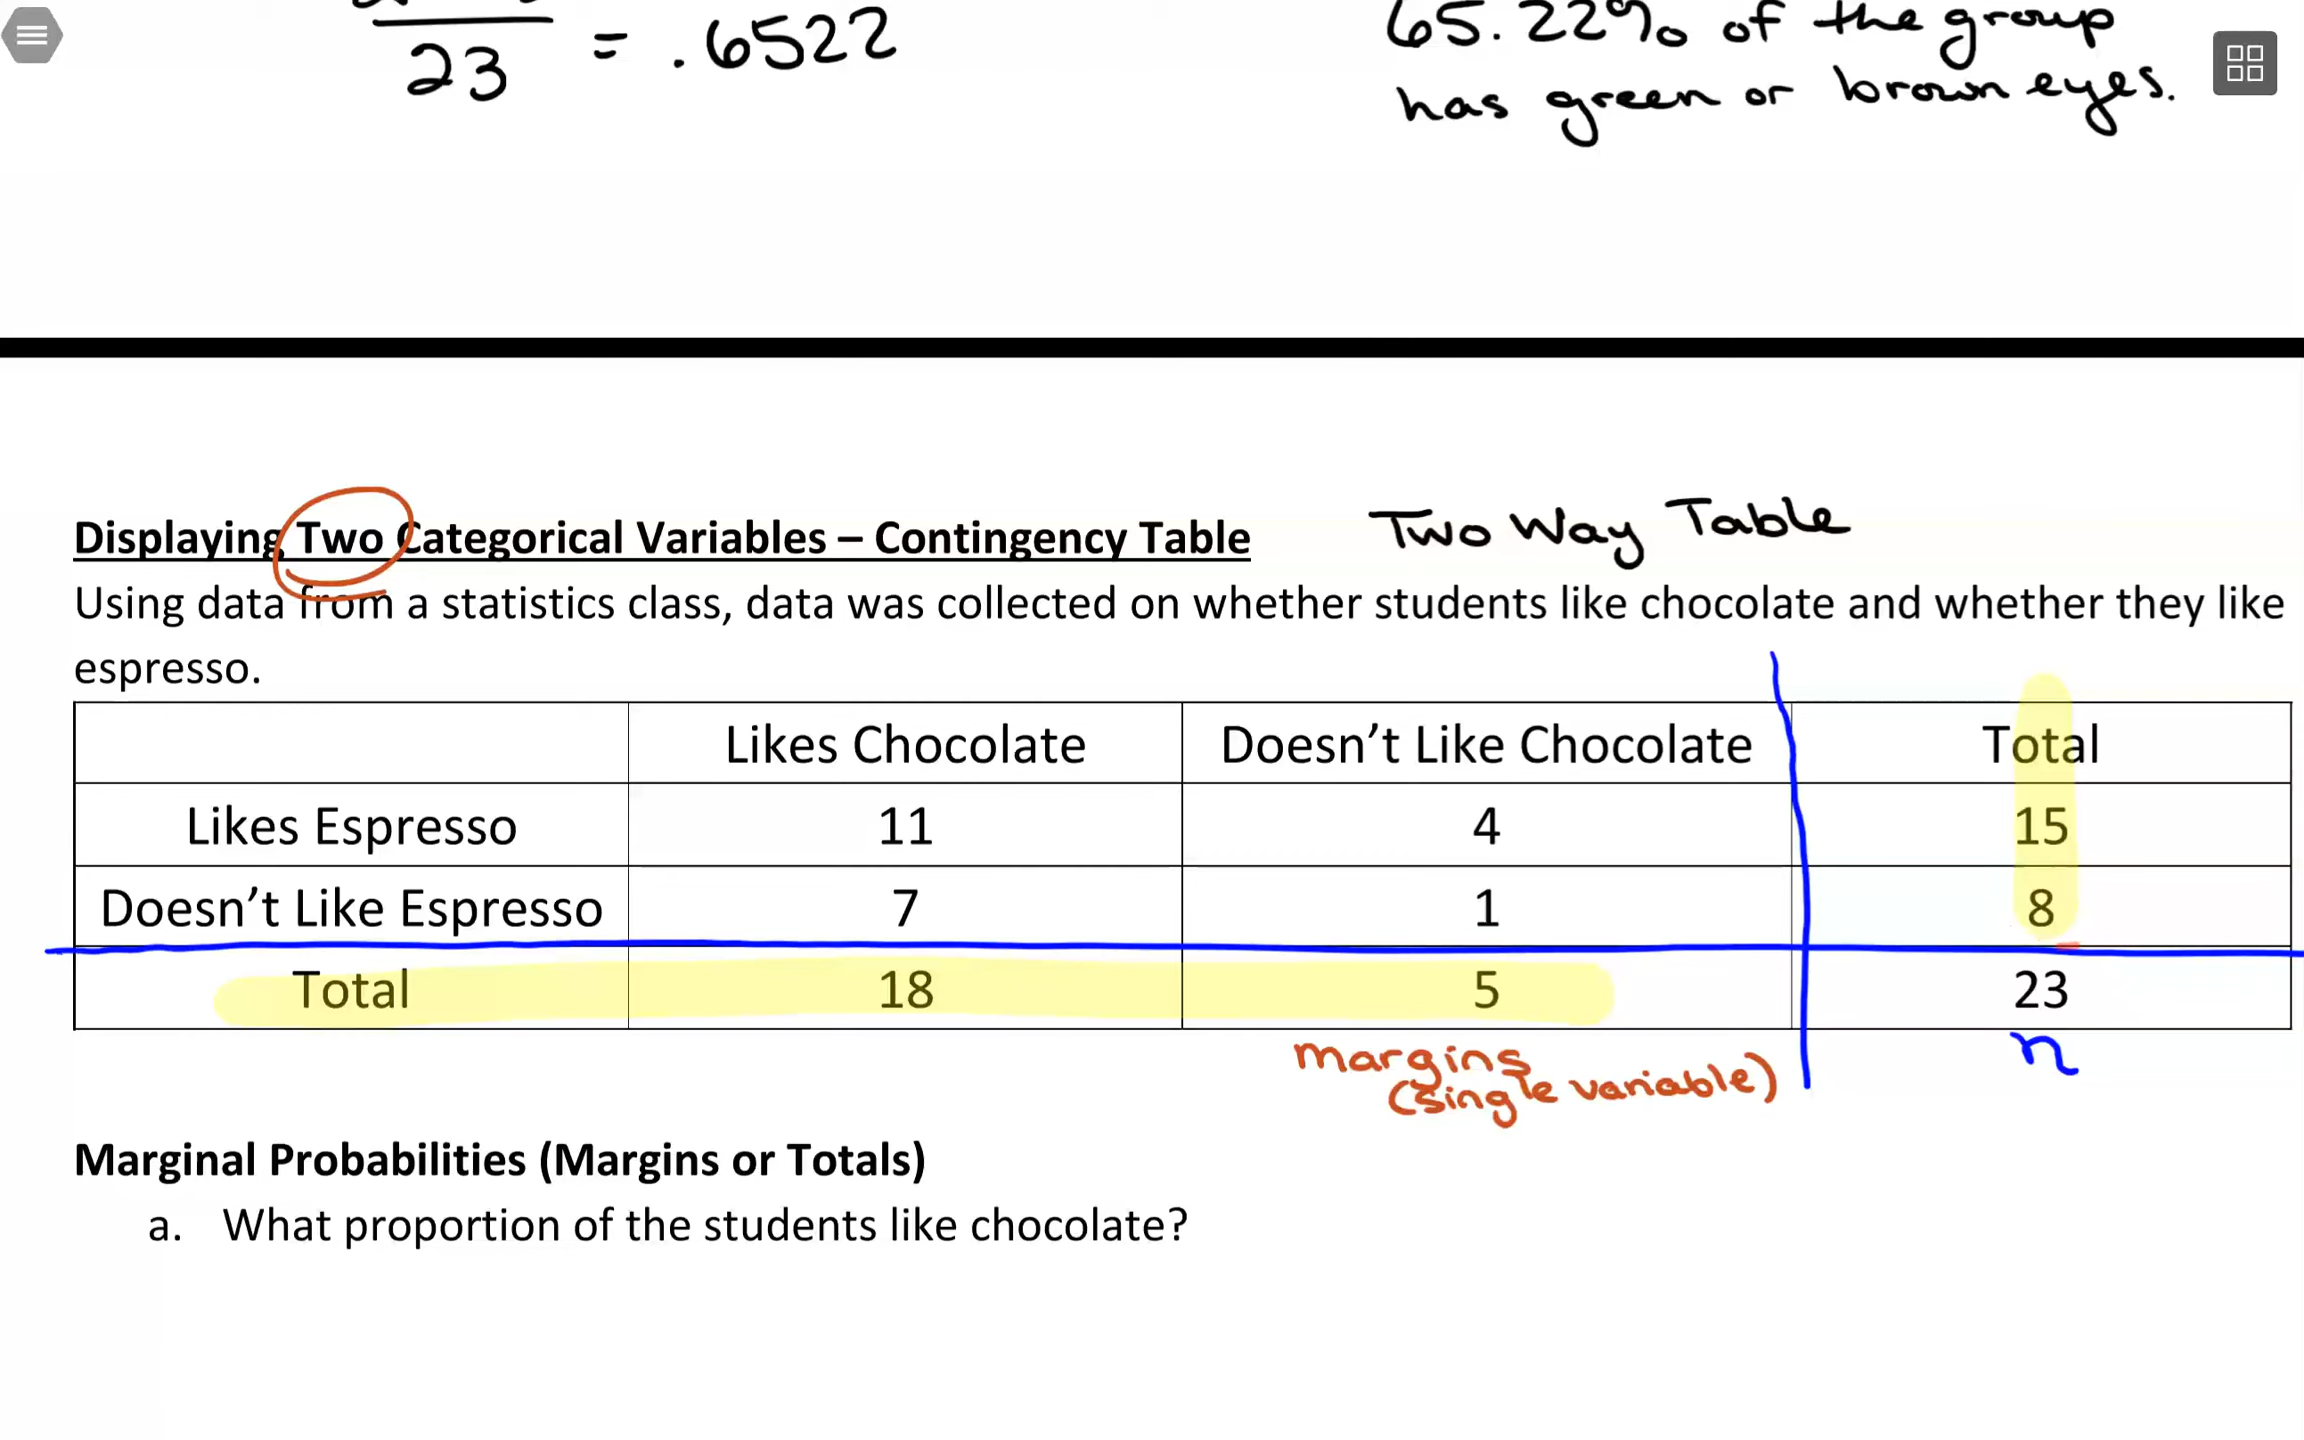 23 = .6522
65.22% of the group
has green or brown eyes.
Displaying Two Categorical Variables – Contingency Table
Two Way Table
Using data from a statistics class, data was collected on whether students like chocolate and whether they like
espresso.
Likes Chocolate Doesn’t Like Chocolate Total
Likes Espresso 11 4 15
Doesn’t Like Espresso 7 1 8
Total 18 5 23
margins n
(single variable)
Marginal Probabilities (Margins or Totals)
a. What proportion of the students like chocolate?